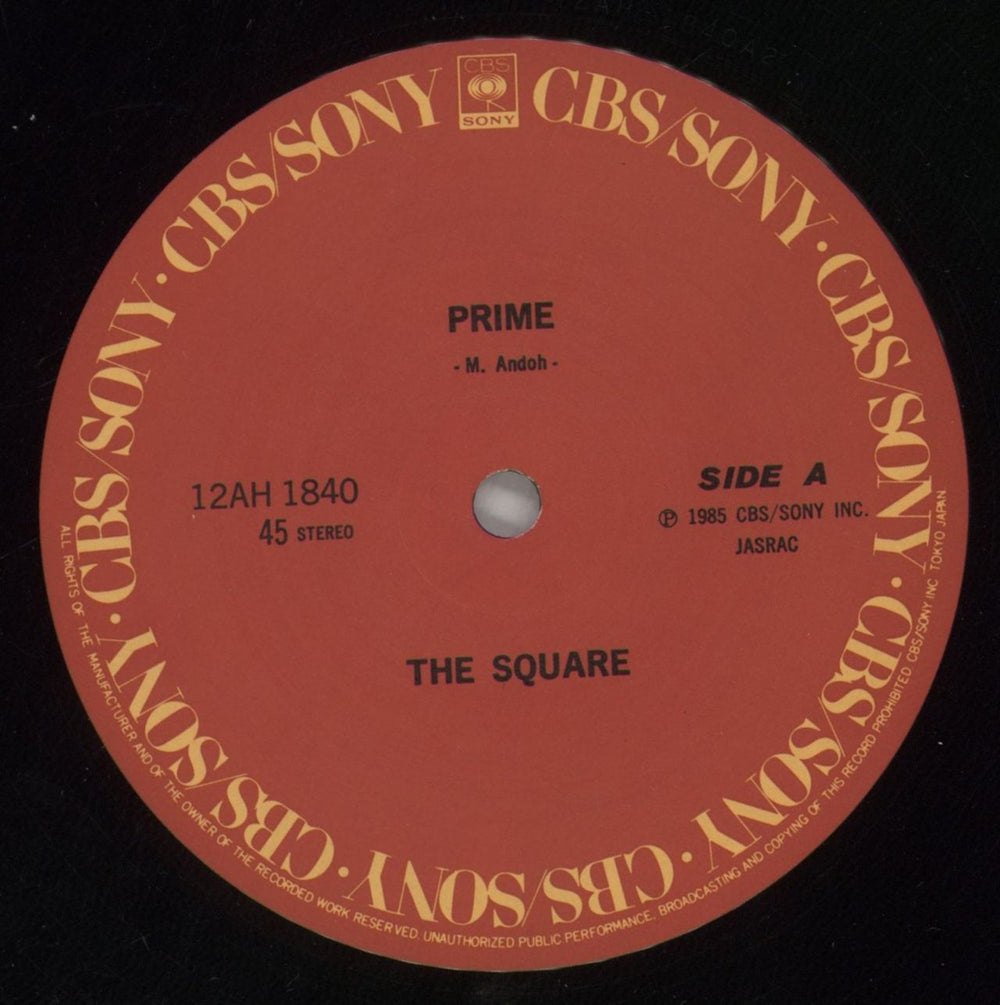 CBS
SONY
CBS/SONY · CBS/SONY · CBS/SONY · CBS/SONY · CBS/SONY · CBS/SONY · CBS/SONY
PRIME
- M. Andoh -
12AH 1840
45 STEREO
SIDE A
Ⓟ 1985 CBS/SONY INC.
JASRAC
THE SQUARE
ALL RIGHTS OF THE MANUFACTURER AND OF THE OWNER OF THE RECORDED WORK RESERVED. UNAUTHORIZED PUBLIC PERFORMANCE, BROADCASTING AND COPYING OF THIS RECORD PROHIBITED CBS/SONY INC TOKYO JAPAN